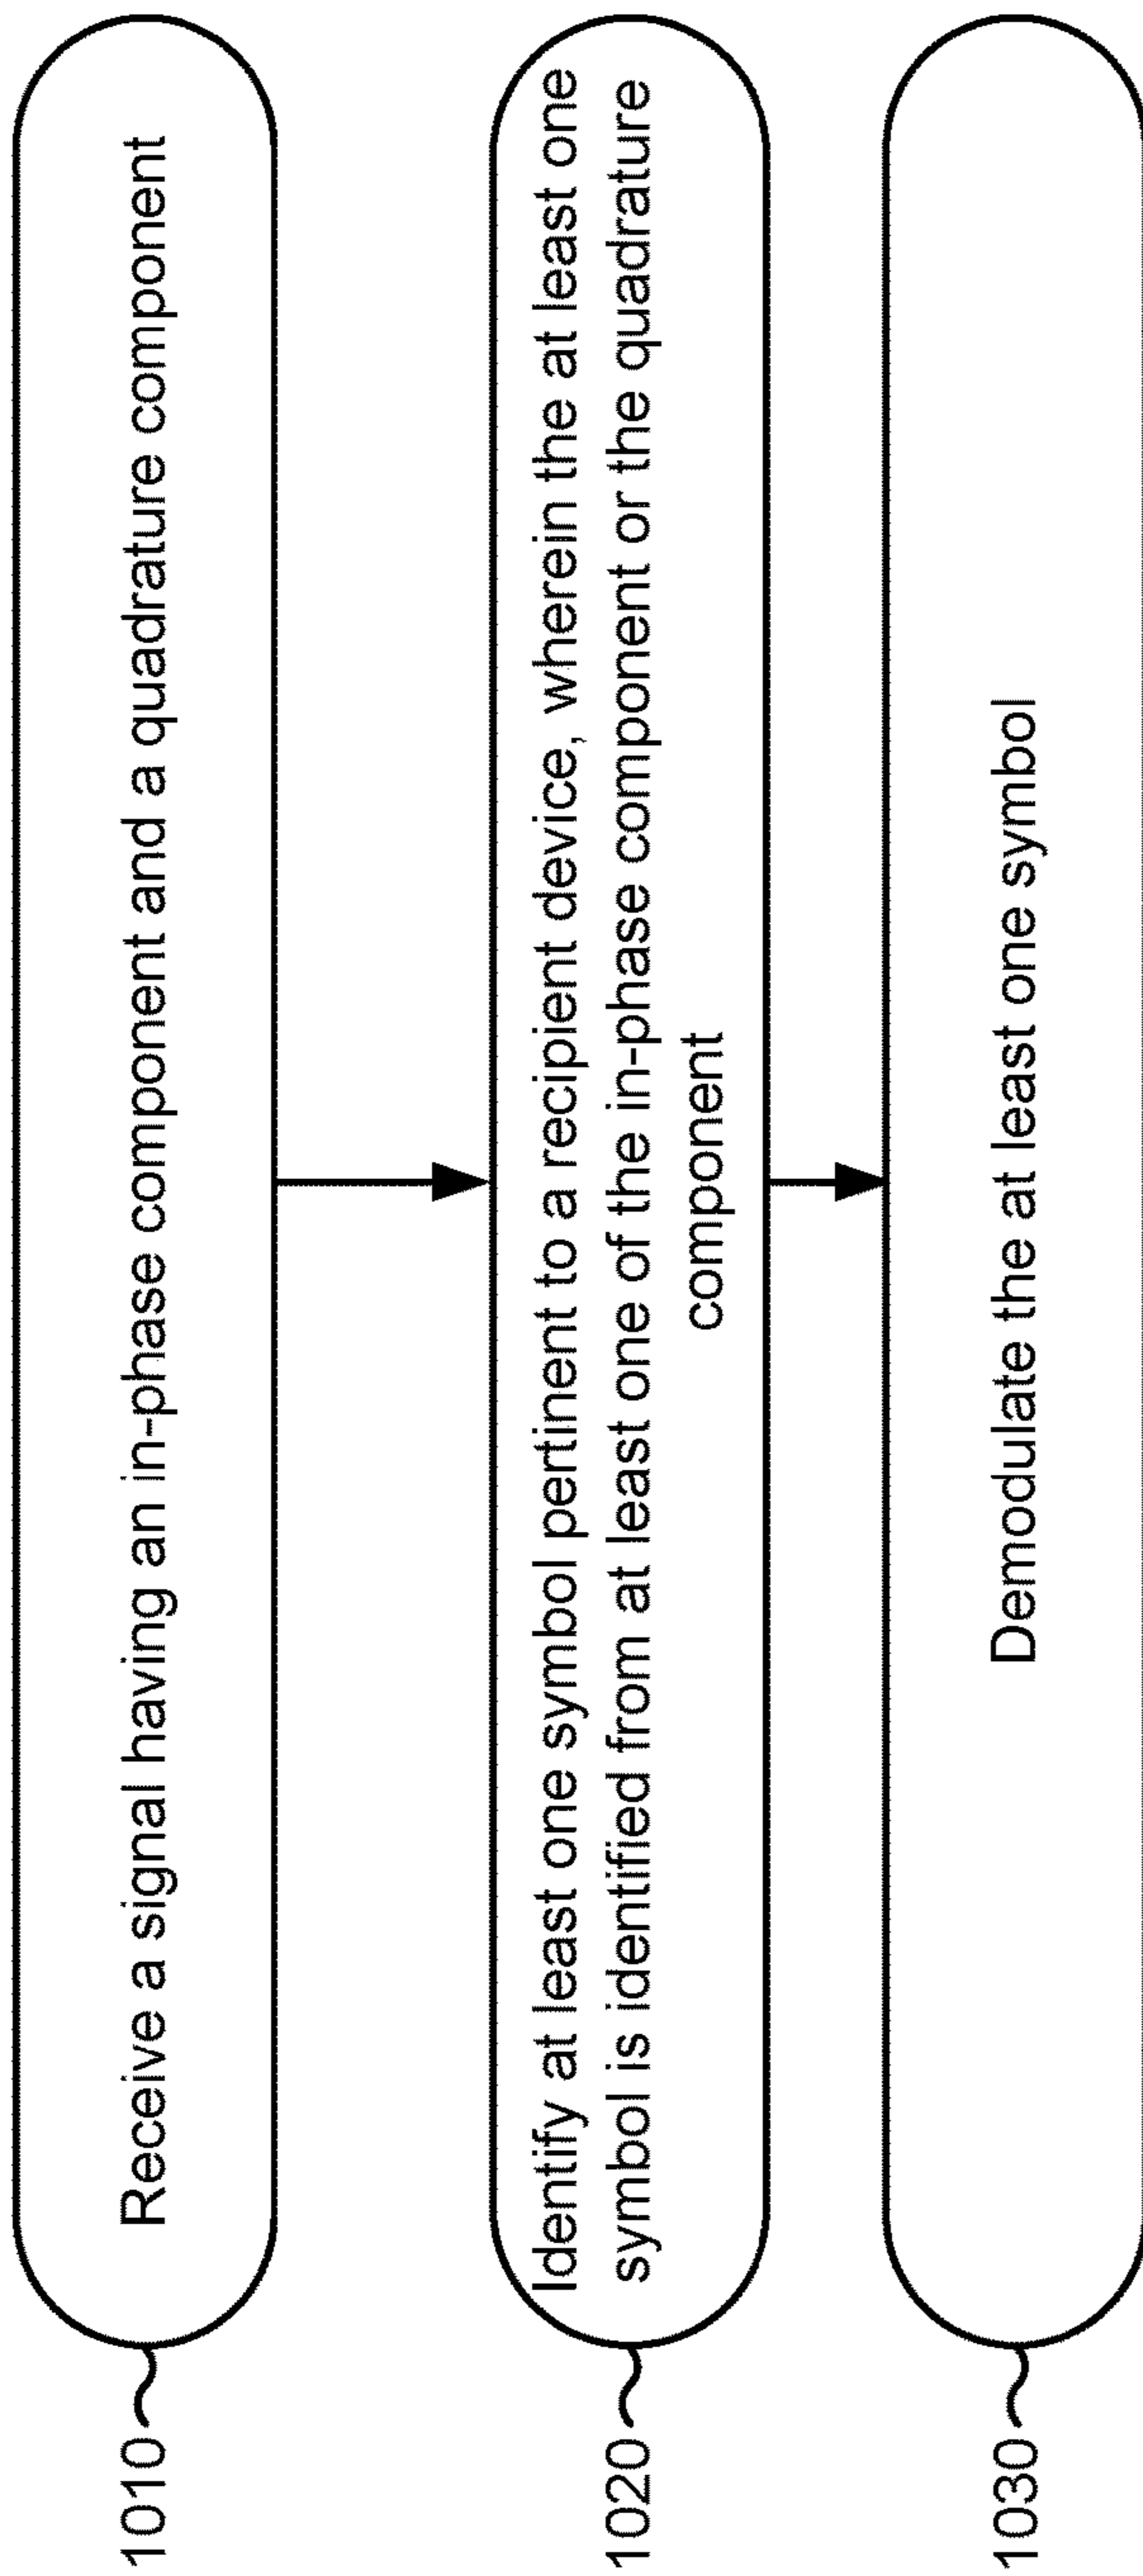 1010
Receive a signal having an in-phase component and a quadrature component
1020
Identify at least one symbol pertinent to a recipient device, wherein the at least one
symbol is identified from at least one of the in-phase component or the quadrature
component
1030
Demodulate the at least one symbol